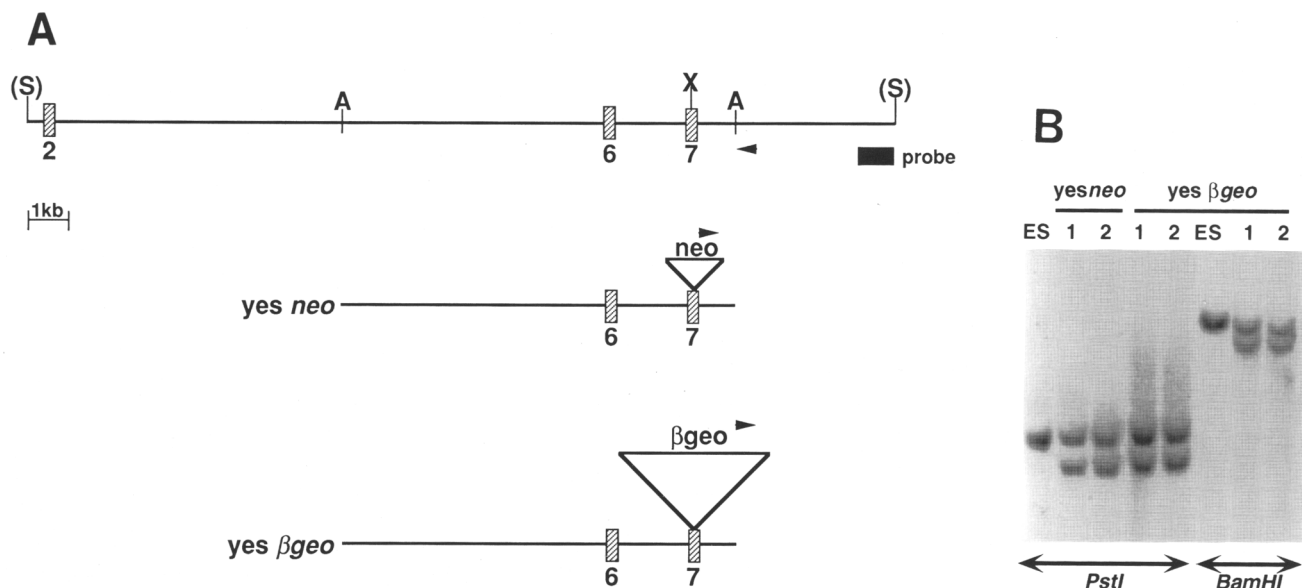 A
(S)
A
X
A
(S)
2
6
7
probe
1kb
neo
yes neo
6
7
βgeo
yes βgeo
6
7
B
yesneo
yes βgeo
ES 1 2 1 2 ES 1 2
PstI
BamHI